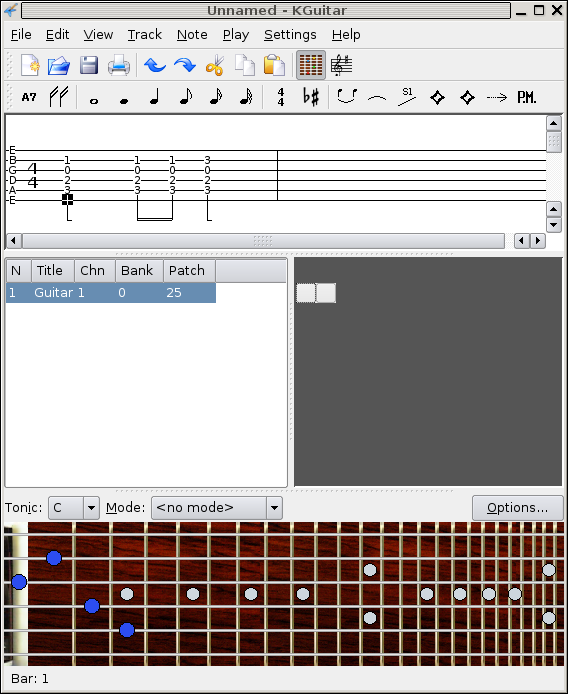 Unnamed - KGuitar
File Edit View Track Note Play Settings Help
A7 4 4 S1 P.M.
E
B 1 1 1 3
G 4 0 0 0 0
D 4 2 2 2 2
A 3 3 3 3
E
N Title Chn Bank Patch
1 Guitar 1 0 25
Tonic: C Mode: <no mode> Options...
Bar: 1